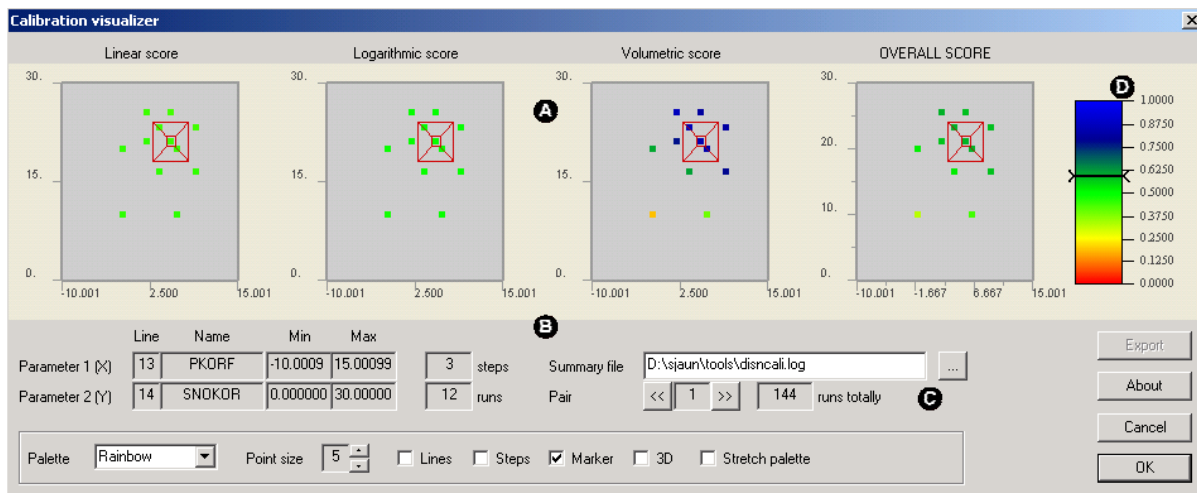 Calibration visualizer
Linear score Logarithmic score Volumetric score OVERALL SCORE
30. 30. 30. 30.
15. 15. 15. 20.
10.
0. 0. 0. 0.
-10.001 2.500 15.001 -10.001 2.500 15.001 -10.001 2.500 15.001 -10.001 -1.667 6.667 15.001
A
D
1.0000
0.8750
0.7500
0.6250
0.5000
0.3750
0.2500
0.1250
0.0000
B
Line Name Min Max
Parameter 1 (X) 13 PKORF -10.0009 15.00099 3 steps Summary file D:\sjaun\tools\disncali.log ...
Parameter 2 (Y) 14 SNOKOR 0.000000 30.00000 12 runs Pair << 1 >> 144 runs totally C
Palette Rainbow Point size 5 Lines Steps Marker 3D Stretch palette
Export
About
Cancel
OK